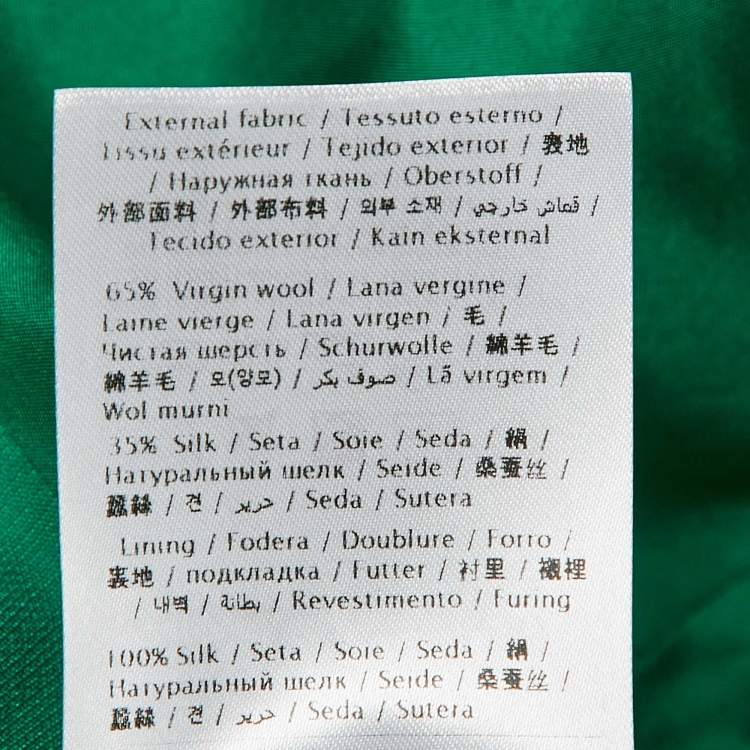 External fabric / Tessuto esterno /
Tissu extérieur / Tejido exterior / 表地
/ Наружная ткань / Oberstoff /
外部面料 / 外部布料 / 외부 소재 / قماش خارجي /
Tecido exterior / Kain eksternal
65% Virgin wool / Lana vergine /
Laine vierge / Lana virgen / 毛 /
Чистая шерсть / Schurwolle / 綿羊毛 /
綿羊毛 / 모(양모) / صوف بكر / Lã virgem /
Wol murni
35% Silk / Seta / Soie / Seda / 絹 /
Натуральный шелк / Seide / 桑蚕丝 /
蠶絲 / 견 / حرير / Seda / Sutera
Lining / Fodera / Doublure / Forro /
裏地 / подкладка / Futter / 衬里 / 襯裡
/ 내벽 / بطانة / Revestimento / Furing
100% Silk / Seta / Soie / Seda / 絹 /
Натуральный шелк / Seide / 桑蚕丝 /
蠶絲 / 견 / حرير / Seda / Sutera